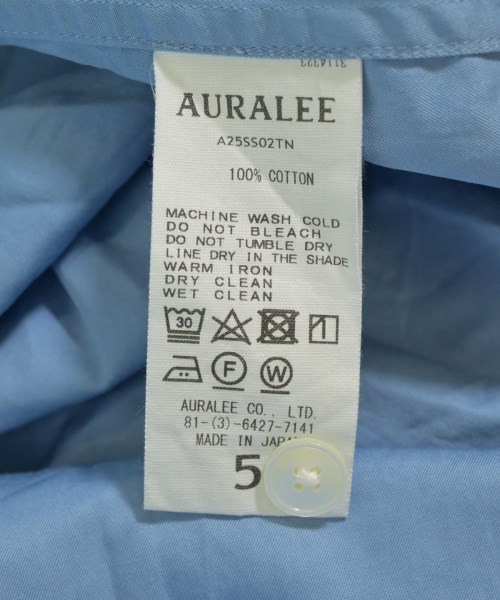 3114323
AURALEE
A25SS02TN
100% COTTON
MACHINE WASH COLD
DO NOT BLEACH
DO NOT TUMBLE DRY
LINE DRY IN THE SHADE
WARM IRON
DRY CLEAN
WET CLEAN
30
F W
AURALEE CO., LTD.
81-(3)-6427-7141
MADE IN JAPAN
5